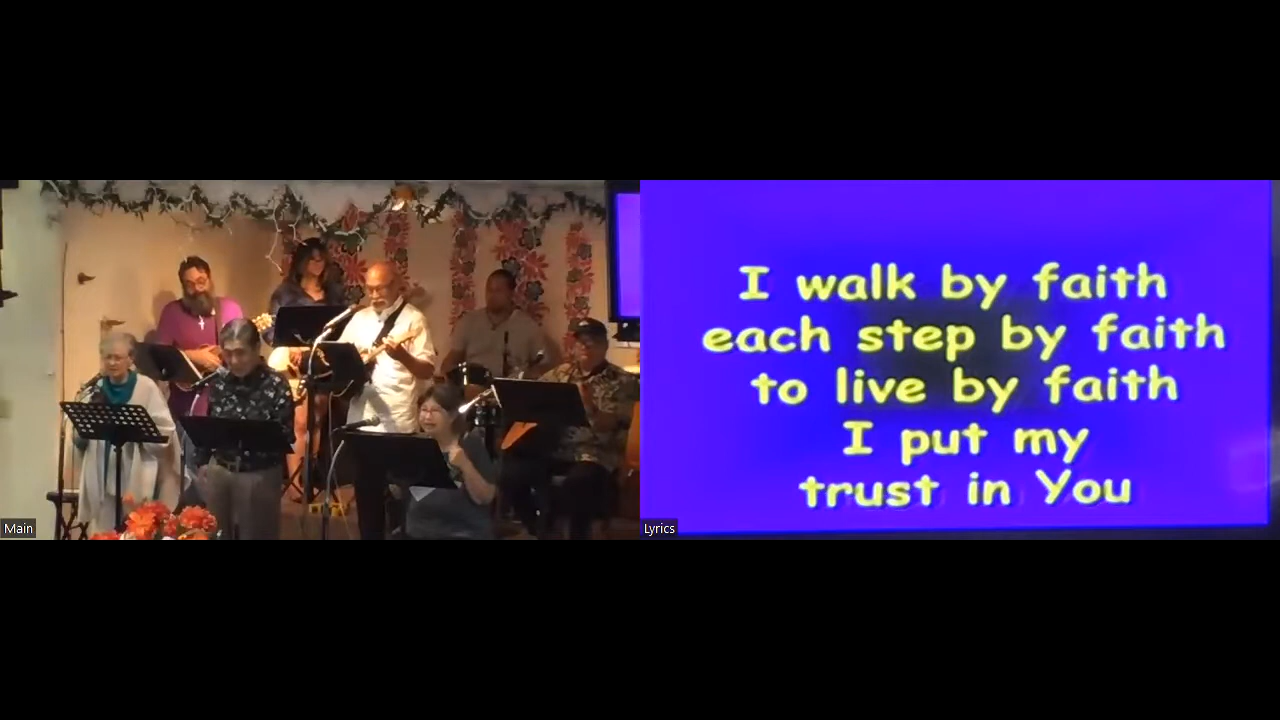 I walk by faith
each step by faith
to live by faith
I put my
trust in You
Main
Lyrics